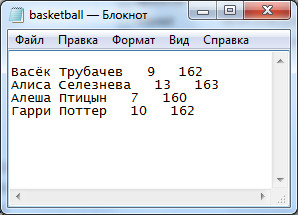 basketball — Блокнот
Файл Правка Формат Вид Справка
Васёк Трубачев 9 162
Алиса Селезнева 13 163
Алеша Птицын 7 160
Гарри Поттер 10 162